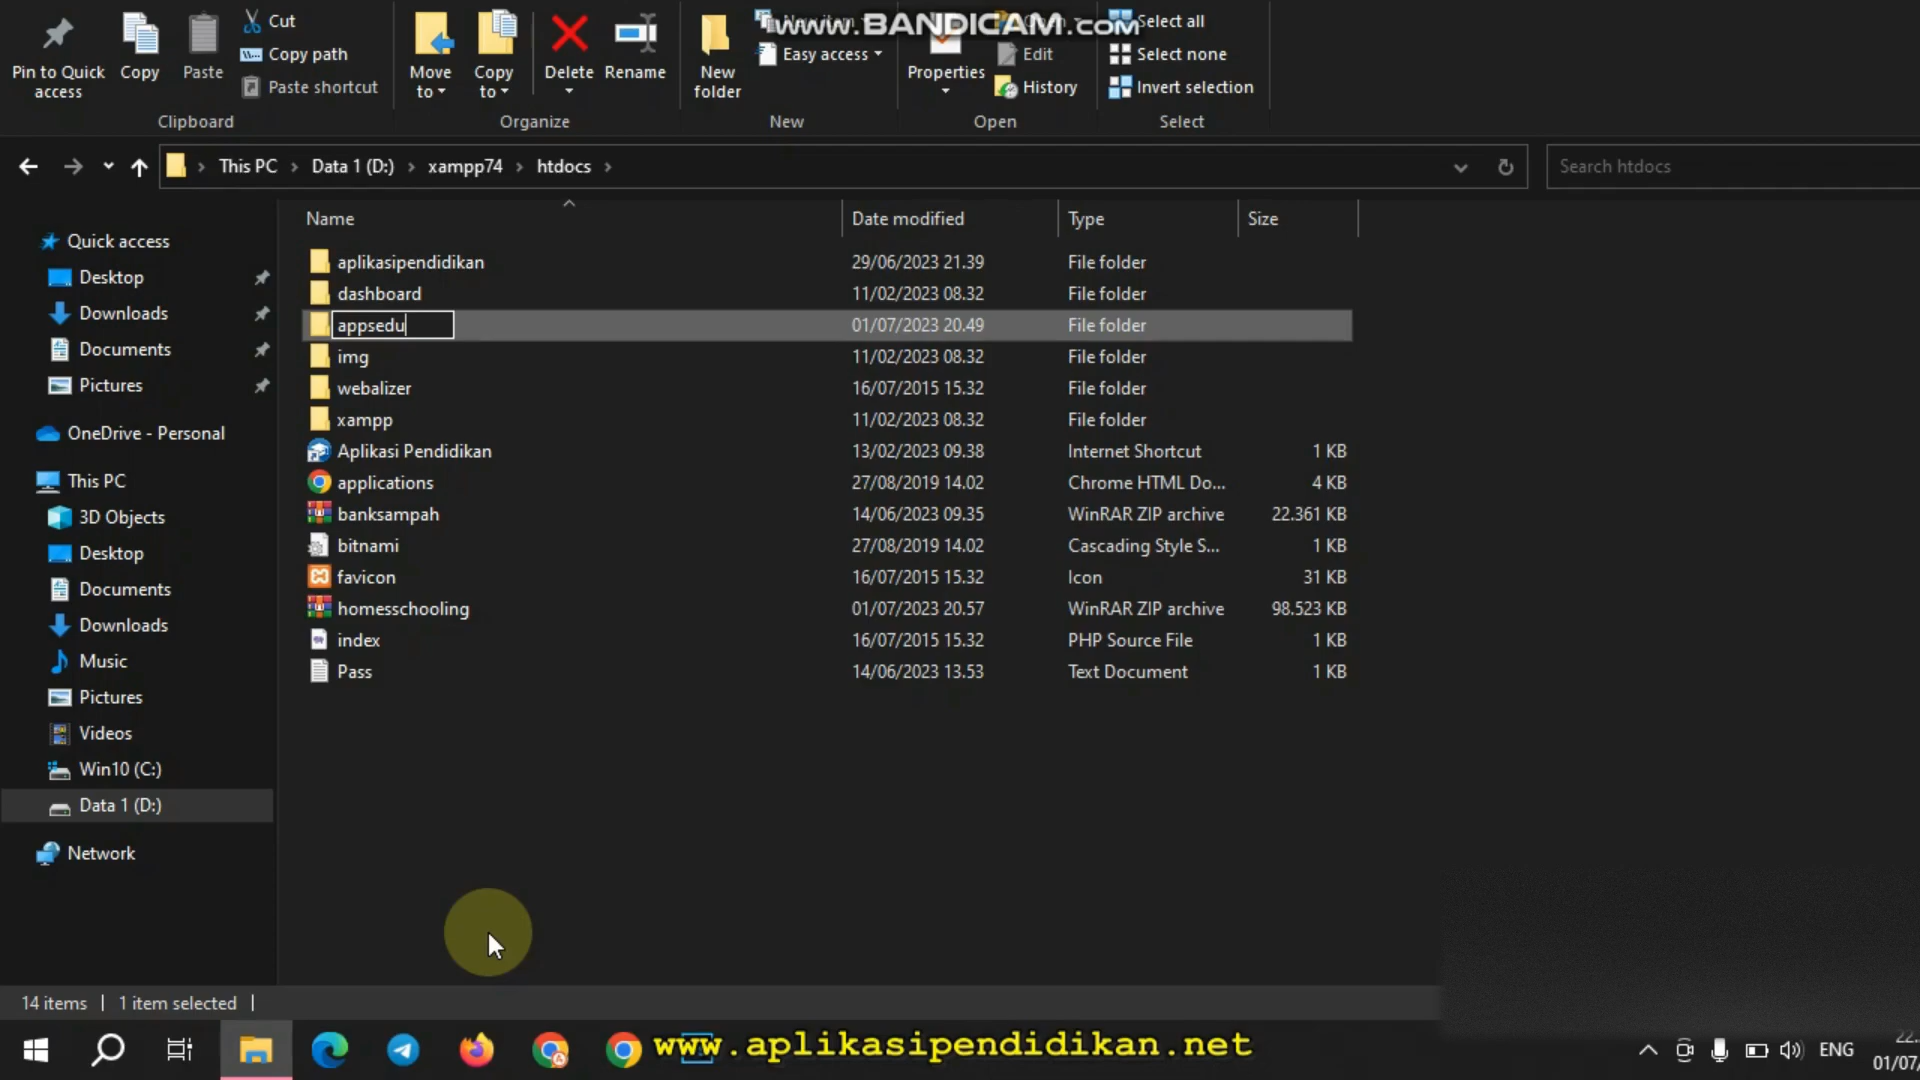 www.BANDICAM.com
Pin to Quick access
Copy
Paste
Cut
Copy path
Paste shortcut
Move to
Copy to
Delete
Rename
New folder
Easy access
Properties
Edit
History
Select all
Select none
Invert selection
Clipboard
Organize
New
Open
Select
This PC
Data 1 (D:)
xampp74
htdocs
Search htdocs
Name Date modified Type Size
aplikasipendidikan 29/06/2023 21.39 File folder
dashboard 11/02/2023 08.32 File folder
appsedu 01/07/2023 20.49 File folder
img 11/02/2023 08.32 File folder
webalizer 16/07/2015 15.32 File folder
xampp 11/02/2023 08.32 File folder
Aplikasi Pendidikan 13/02/2023 09.38 Internet Shortcut 1 KB
applications 27/08/2019 14.02 Chrome HTML Do... 4 KB
banksampah 14/06/2023 09.35 WinRAR ZIP archive 22.361 KB
bitnami 27/08/2019 14.02 Cascading Style S... 1 KB
favicon 16/07/2015 15.32 Icon 31 KB
homesschooling 01/07/2023 20.57 WinRAR ZIP archive 98.523 KB
index 16/07/2015 15.32 PHP Source File 1 KB
Pass 14/06/2023 13.53 Text Document 1 KB
Quick access
Desktop
Downloads
Documents
Pictures
OneDrive - Personal
This PC
3D Objects
Desktop
Documents
Downloads
Music
Pictures
Videos
Win10 (C:)
Data 1 (D:)
Network
14 items
1 item selected
www.aplikasipendidikan.net
ENG
01/07